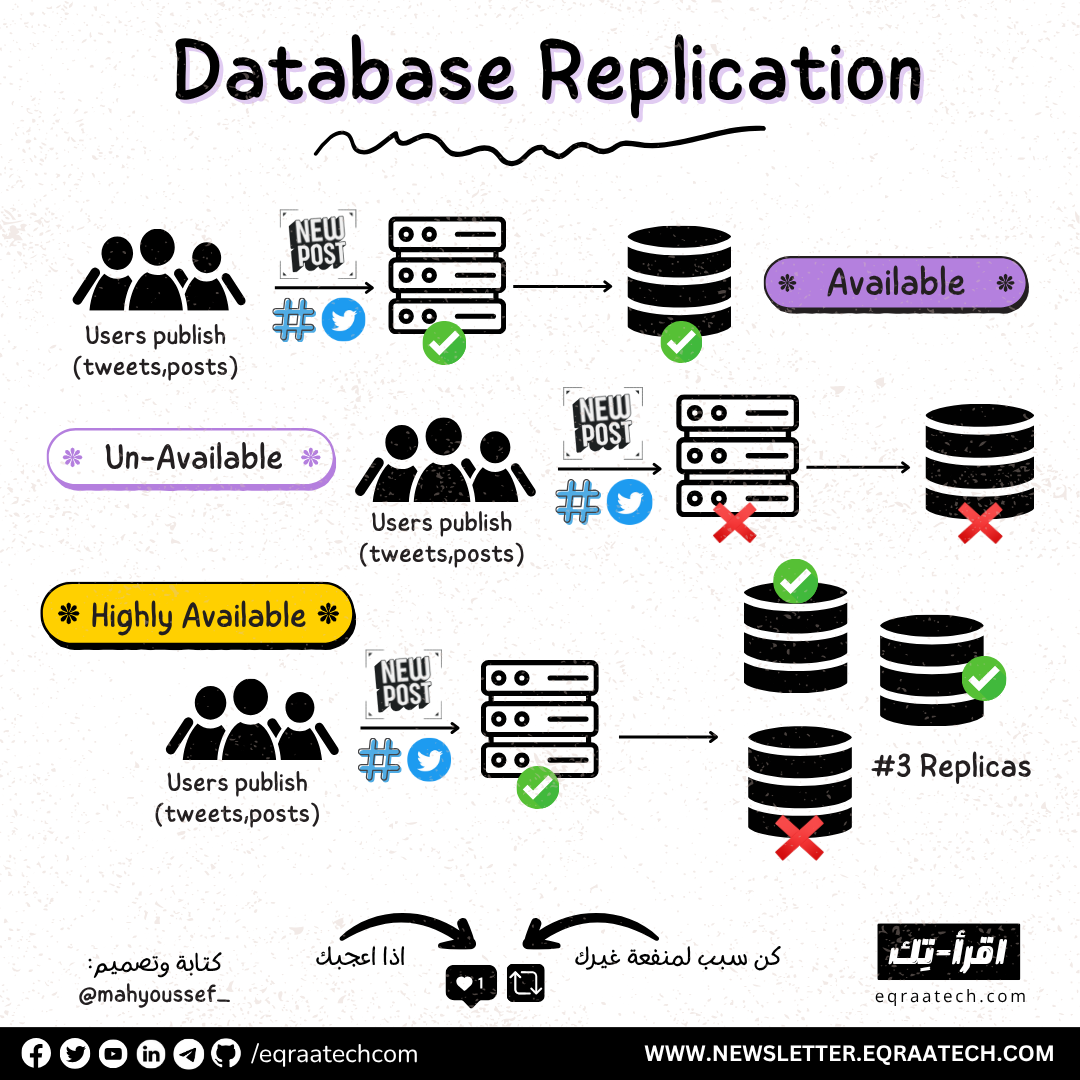 Database Replication
NEW
POST
Users publish
(tweets,posts)
Available
Un-Available
NEW
POST
Users publish
(tweets,posts)
Highly Available
NEW
POST
Users publish
(tweets,posts)
#3 Replicas
كتابة وتصميم:
@mahyoussef_
اذا اعجبك
1
كن سبب لمنفعة غيرك
اقرأ-تِك
eqraatech.com
/eqraatechcom
WWW.NEWSLETTER.EQRAATECH.COM